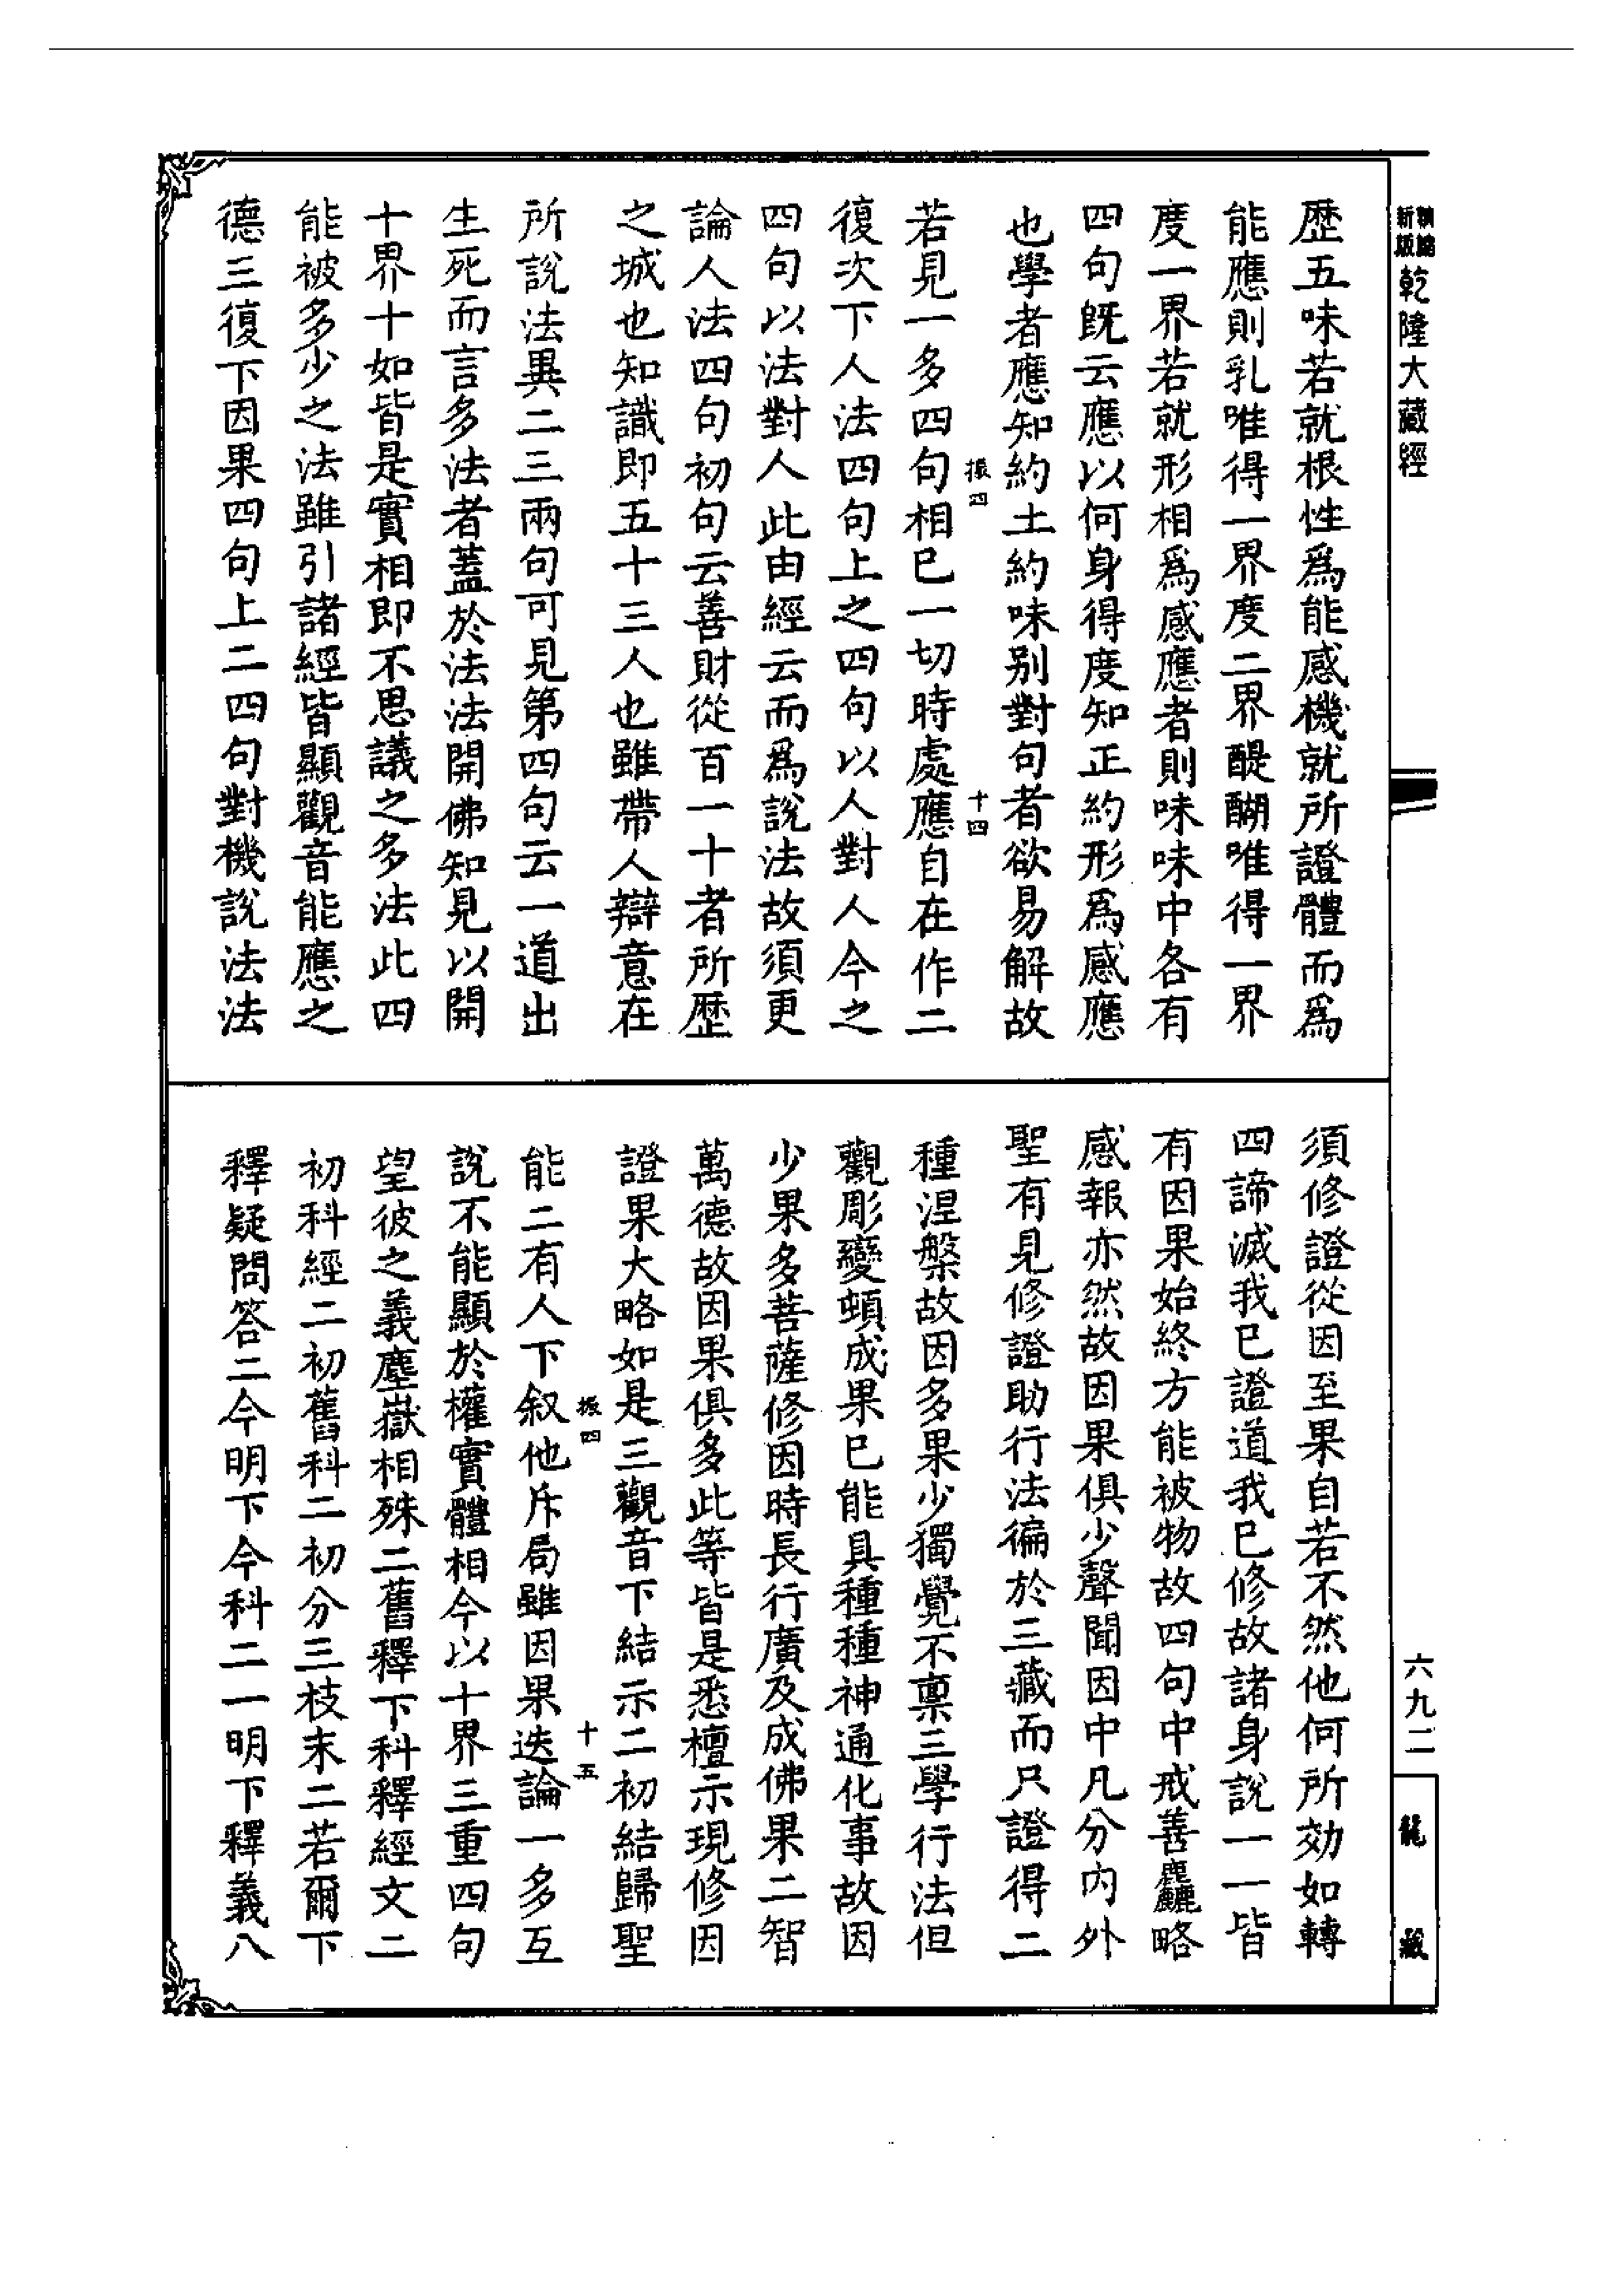 新編
新版
乾隆大藏經
歷五味若就根性爲能感機就所證體而爲
能應則乳唯得一界度二界醍醐唯得一界
度一界若就形相爲感應者則味味中各有
四句旣云應以何身得度知正約形爲感應
也學者應知約土約味別對句者欲易解故
振四
十四
若見一多四句相巳一切時處應自在作二
復次下人法四句上之四句以人對人今之
四句以法對人此由經云而爲說法故須更
論人法四句初句云善財從百一十者所歷
之城也知識即五十三人也雖帶人辯意在
所說法異二三兩句可見第四句云一道出
生死而言多法者蓋於法法開佛知見以開
十界十如皆是實相即不思議之多法此四
能被多少之法雖引諸經皆顯觀音能應之
德三復下因果四句上二四句對機說法法
須修證從因至果自若不然他何所効如轉
四諦滅我巳證道我巳修故諸身說一一皆
有因果始終方能被物故四句中戒善麤略
感報亦然故因果俱少聲聞因中凡分內外
聖有見修證助行法徧於三藏而只證得二
種涅槃故因多果少獨覺不禀三學行法但
觀彫變頓成果巳能具種種神通化事故因
少果多菩薩修因時長行廣及成佛果二智
萬德故因果俱多此等皆是悉檀示現修因
證果大略如是三觀音下結示二初結歸聖
振四
十五
能二有人下叙他斥局雖因果迭論一多互
說不能顯於權實體相今以十界三重四句
望彼之義塵嶽相殊二舊釋下科釋經文二
初科經二初舊科二初分三枝末二若爾下
釋疑問答二今明下今科二一明下釋義八
六九二
龍
藏